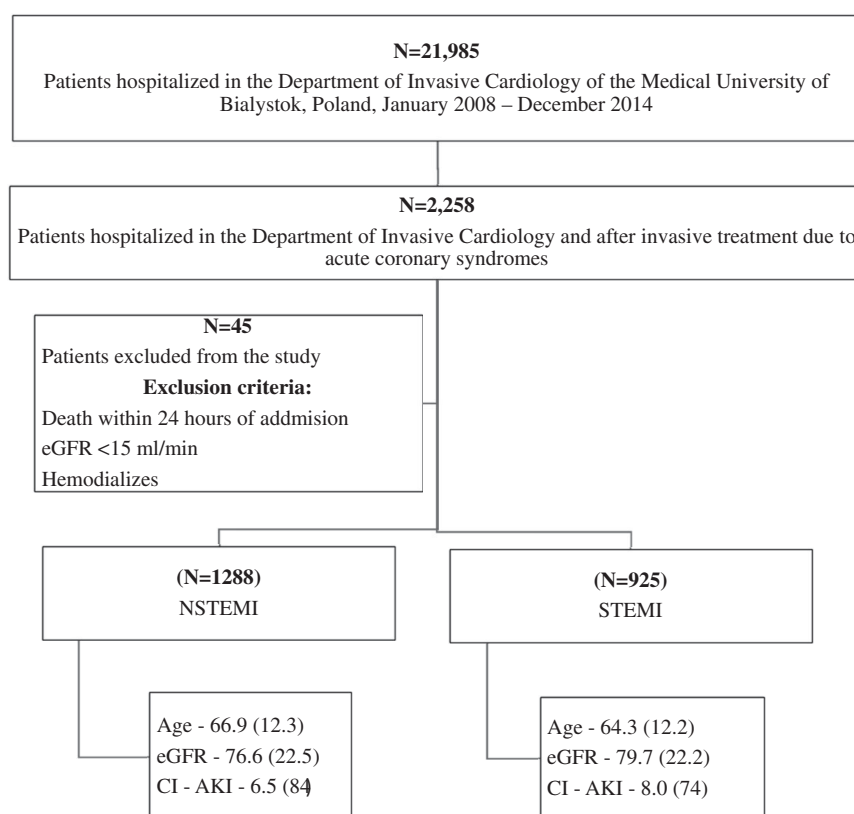 N=21,985
Patients hospitalized in the Department of Invasive Cardiology of the Medical University of
Bialystok, Poland, January 2008 – December 2014
N=2,258
Patients hospitalized in the Department of Invasive Cardiology and after invasive treatment due to
acute coronary syndromes
N=45
Patients excluded from the study
Exclusion criteria:
Death within 24 hours of addmision
eGFR <15 ml/min
Hemodializes
(N=1288)
NSTEMI
(N=925)
STEMI
Age - 66.9 (12.3)
eGFR - 76.6 (22.5)
CI - AKI - 6.5 (84)
Age - 64.3 (12.2)
eGFR - 79.7 (22.2)
CI - AKI - 8.0 (74)